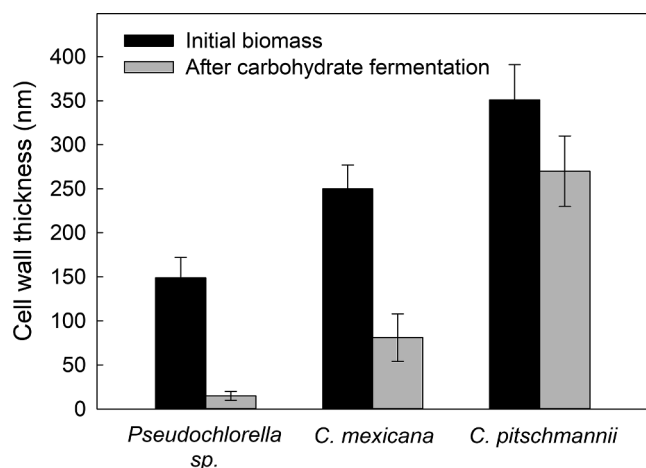 Initial biomass
After carbohydrate fermentation
Cell wall thickness (nm)
400
350
300
250
200
150
100
50
0
Pseudochlorella
sp.
C. mexicana
C. pitschmannii